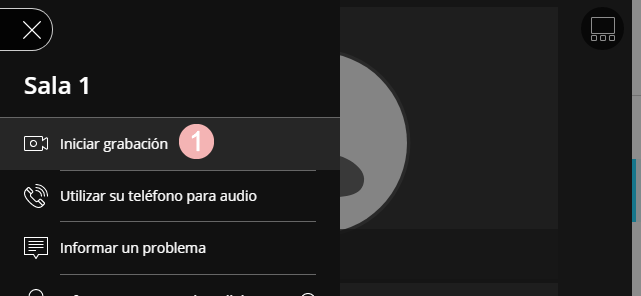 Sala 1
Iniciar grabación 1
Utilizar su teléfono para audio
Informar un problema